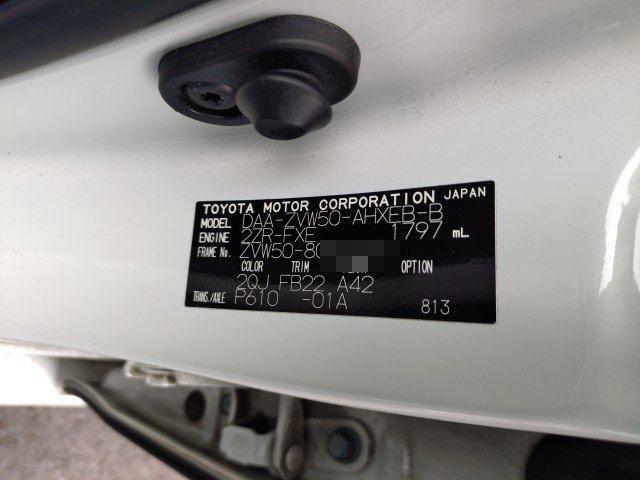 TOYOTA MOTOR CORPORATION JAPAN
MODEL DAA-ZVW50-AHXEB-B
ENGINE 2ZR-FXE 1797 mL
FRAME No. ZVW50-80
COLOR TRIM OPTION
2QJ FB22 A42
TRANS./AXLE P610 -01A 813